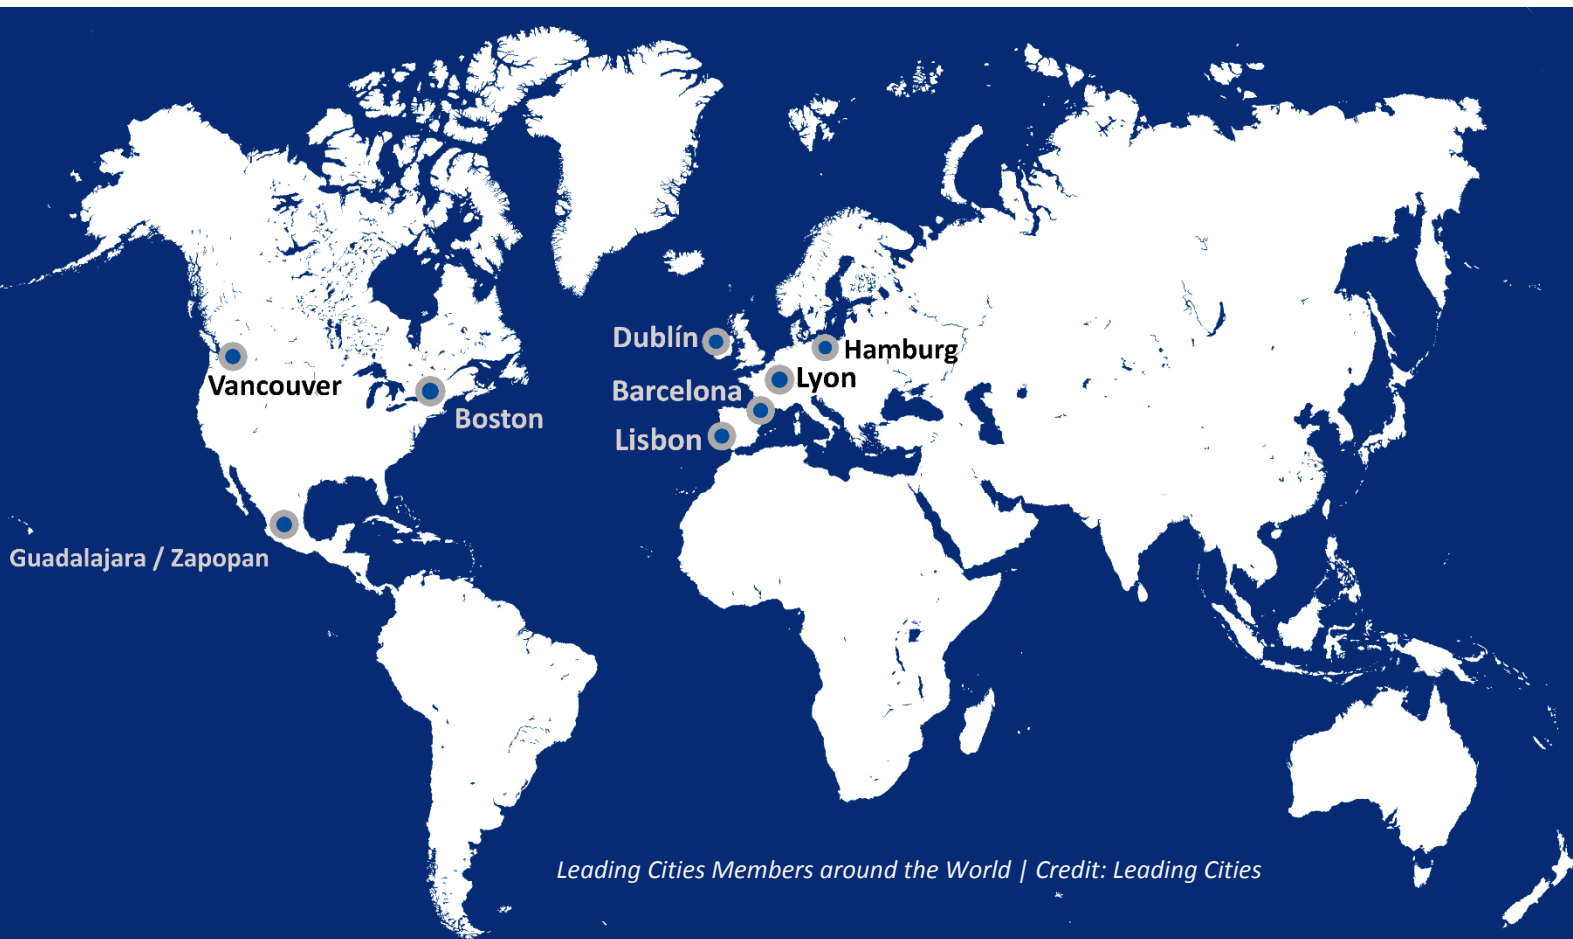 Dublín
Hamburg
Lyon
Vancouver
Barcelona
Boston
Lisbon
Guadalajara / Zapopan
Leading Cities Members around the World | Credit: Leading Cities